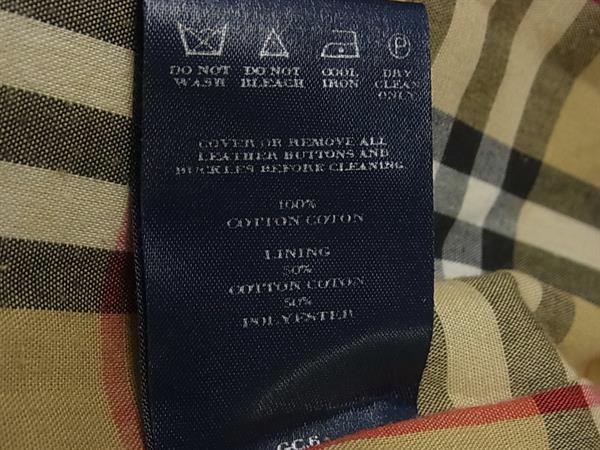 DO NOT WASH
DO NOT BLEACH
COOL IRON
P
DRY CLEAN ONLY
COVER OR REMOVE ALL
LEATHER BUTTONS AND
BUCKLES BEFORE CLEANING
100%
COTTON COTON
LINING
50%
COTTON COTON
50%
POLYESTER